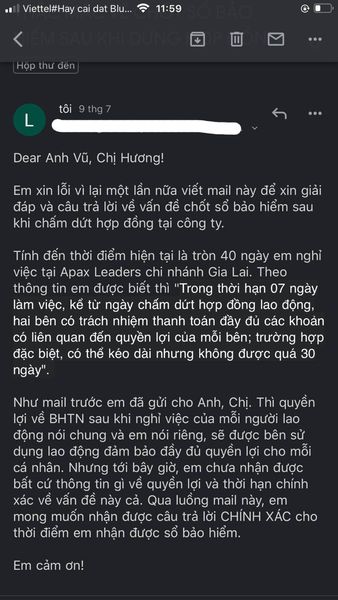 Viettel#Hay cai dat Blu...
11:59
SỔ BẢO
HIỂM SAU KHI
Hộp thư đến
L
tôi 9 thg 7
Dear Anh Vũ, Chị Hương!
Em xin lỗi vì lại một lần nữa viết mail này để xin giải
đáp và câu trả lời về vấn đề chốt sổ bảo hiểm sau
khi chấm dứt hợp đồng tại công ty.
Tính đến thời điểm hiện tại là tròn 40 ngày em nghỉ
việc tại Apax Leaders chi nhánh Gia Lai. Theo
thông tin em được biết thì "Trong thời hạn 07 ngày
làm việc, kể từ ngày chấm dứt hợp đồng lao động,
hai bên có trách nhiệm thanh toán đầy đủ các khoản
có liên quan đến quyền lợi của mỗi bên; trường hợp
đặc biệt, có thể kéo dài nhưng không được quá 30
ngày".
Như mail trước em đã gửi cho Anh, Chị. Thì quyền
lợi về BHTN sau khi nghỉ việc của mỗi người lao
động nói chung và em nói riêng, sẽ được bên sử
dụng lao động đảm bảo đầy đủ quyền lợi cho mỗi
cá nhân. Nhưng tới bây giờ, em chưa nhận được
bất cứ thông tin gì về quyền lợi và thời hạn chính
xác về vấn đề này cả. Qua luồng mail này, em
mong muốn nhận được câu trả lời CHÍNH XÁC cho
thời điểm em nhận được sổ bảo hiểm.
Em cảm ơn!